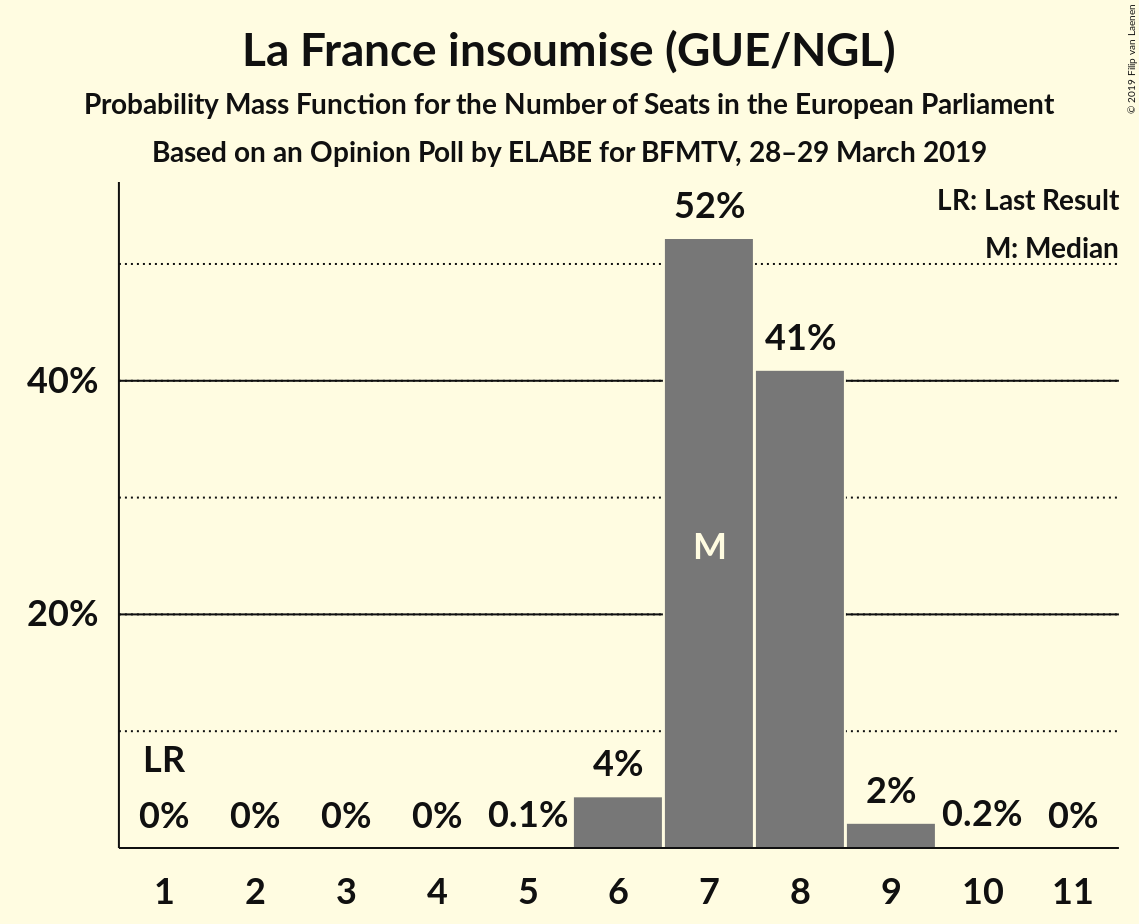 La France insoumise (GUE/NGL)
Probability Mass Function for the Number of Seats in the European Parliament
Based on an Opinion Poll by ELABE for BFMTV, 28–29 March 2019
© 2019 Filip van Laenen
LR: Last Result
M: Median
52%
41%
40%
M
20%
LR
4%
2%
0%
0%
0%
0%
0.1%
0.2%
0%
1 2 3 4 5 6 7 8 9 10 11